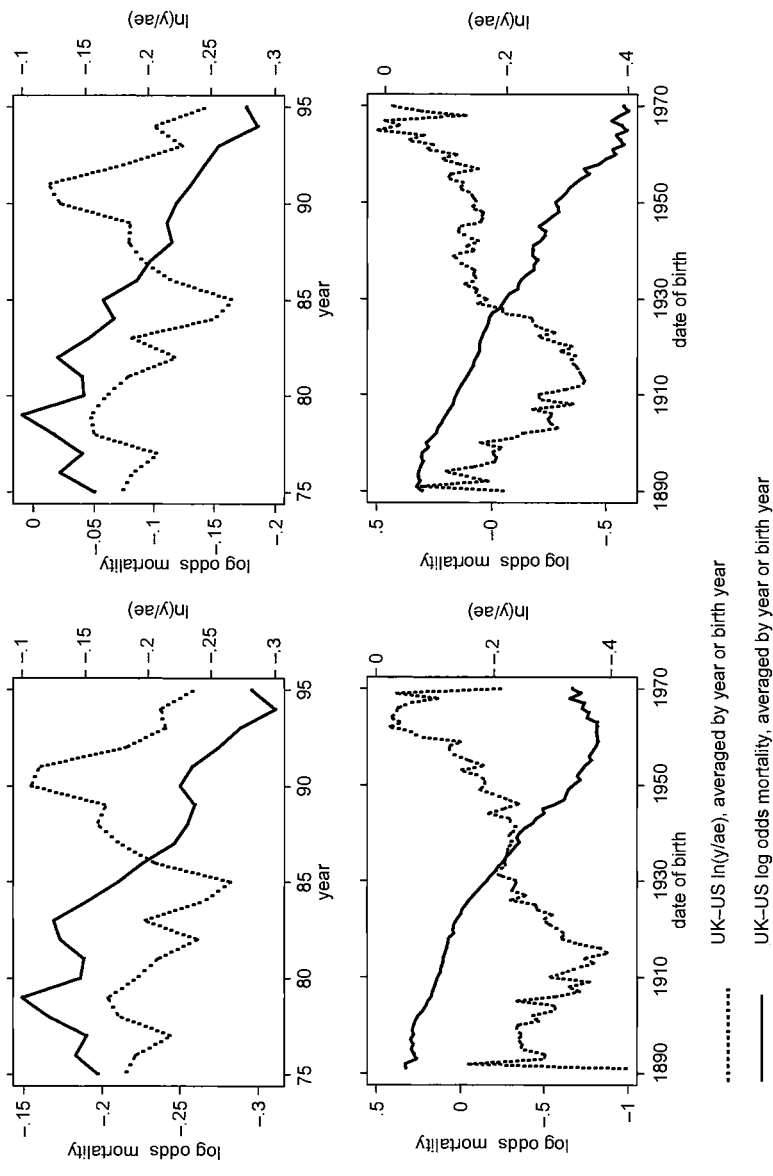 log odds mortality
-.15
-.2
-.25
-.3
ln(y/ae)
-.1
-.15
-.2
-.25
-.3
75 80 85 90 95
year
log odds mortality
0
-.05
-.1
-.15
-.2
ln(y/ae)
-.1
-.15
-.2
-.25
-.3
75 80 85 90 95
year
log odds mortality
.5
0
-.5
-1
ln(y/ae)
0
-.2
-.4
1890 1910 1930 1950 1970
date of birth
log odds mortality
.5
-0
-.5
ln(y/ae)
0
-.2
-.4
1890 1910 1930 1950 1970
date of birth
UK–US ln(y/ae), averaged by year or birth year
UK–US log odds mortality, averaged by year or birth year